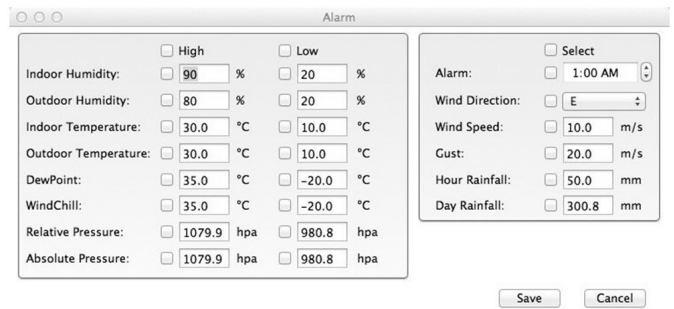 Alarm
High Low
Indoor Humidity: 90 % 20 %
Outdoor Humidity: 80 % 20 %
Indoor Temperature: 30.0 °C 10.0 °C
Outdoor Temperature: 30.0 °C 10.0 °C
DewPoint: 35.0 °C -20.0 °C
WindChill: 35.0 °C -20.0 °C
Relative Pressure: 1079.9 hpa 980.8 hpa
Absolute Pressure: 1079.9 hpa 980.8 hpa
Select
Alarm: 1:00 AM
Wind Direction: E
Wind Speed: 10.0 m/s
Gust: 20.0 m/s
Hour Rainfall: 50.0 mm
Day Rainfall: 300.8 mm
Save Cancel